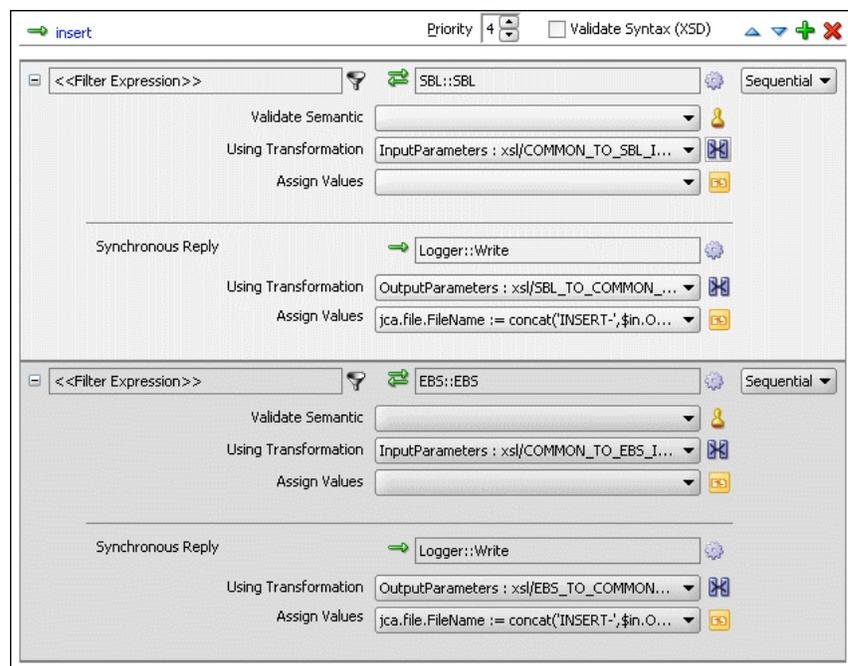 insert Priority 4 Validate Syntax (XSD)
<<Filter Expression>> SBL::SBL Sequential
Validate Semantic
Using Transformation InputParameters : xsl/COMMON_TO_SBL_I...
Assign Values
Synchronous Reply Logger::Write
Using Transformation OutputParameters : xsl/SBL_TO_COMMON_...
Assign Values jca.file.FileName := concat('INSERT-',$in.O...
<<Filter Expression>> EBS::EBS Sequential
Validate Semantic
Using Transformation InputParameters : xsl/COMMON_TO_EBS_I...
Assign Values
Synchronous Reply Logger::Write
Using Transformation OutputParameters : xsl/EBS_TO_COMMON...
Assign Values jca.file.FileName := concat('INSERT-',$in.O...